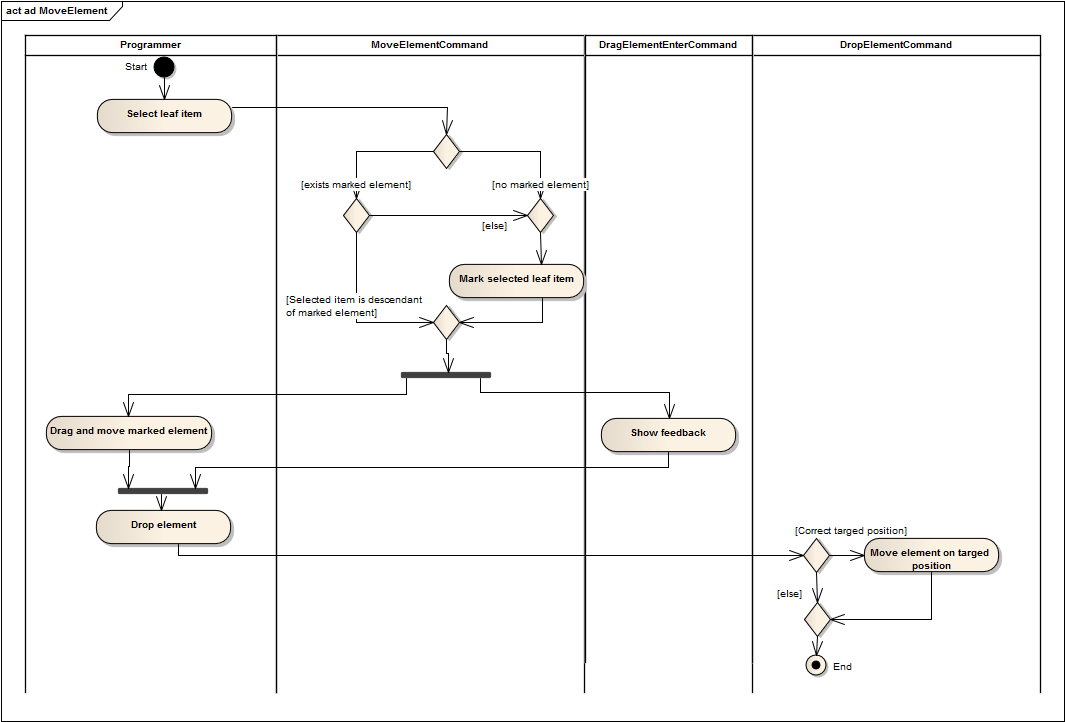 act ad MoveElement
Programmer
MoveElementCommand
DragElementEnterCommand
DropElementCommand
Start
Select leaf item
[exists marked element]
[no marked element]
[else]
Mark selected leaf item
[Selected item is descendant
of marked element]
Drag and move marked element
Show feedback
Drop element
[Correct targed position]
Move element on targed
position
[else]
End